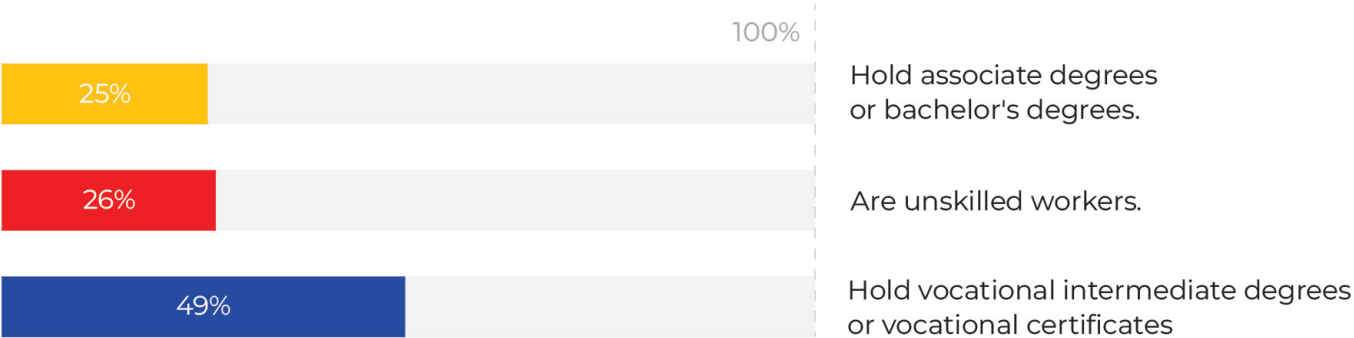 100%
25%
Hold associate degrees
or bachelor's degrees.
26%
Are unskilled workers.
49%
Hold vocational intermediate degrees
or vocational certificates